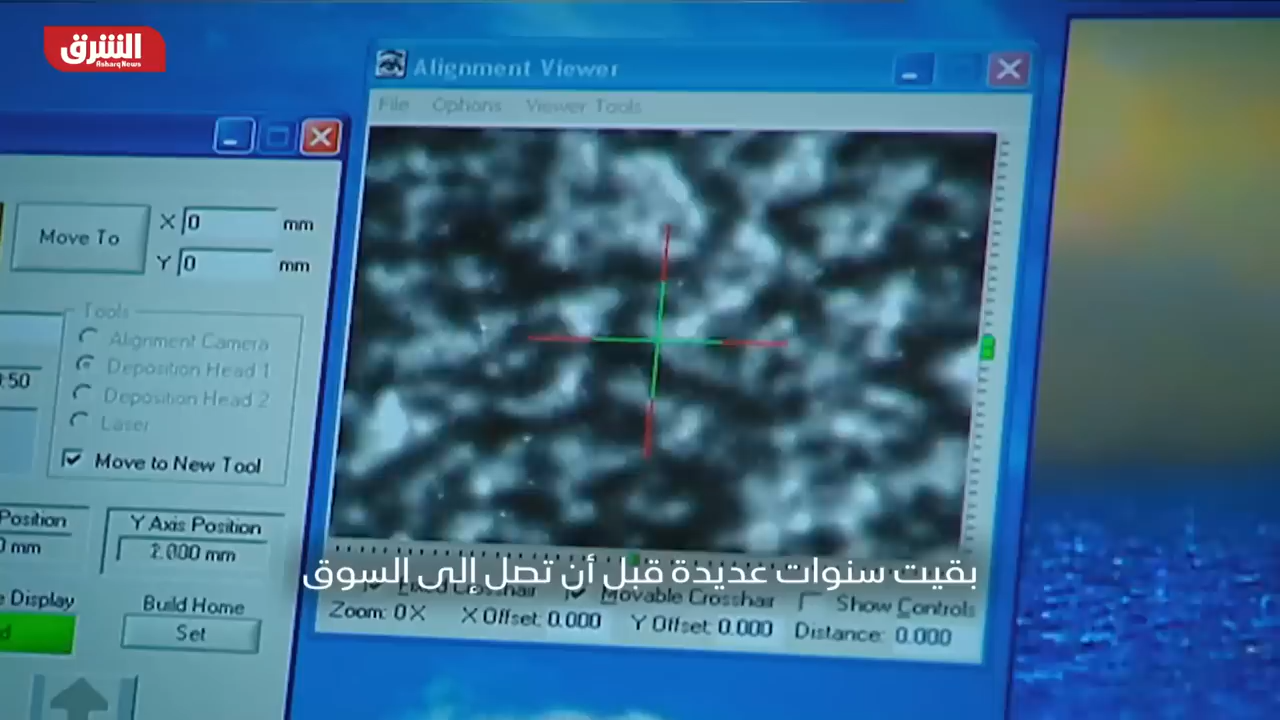 الشرق
Asharq News
Alignment Viewer
File Options Viewer Tools
Move To
X 0 mm
Y 0 mm
Tools
Alignment Camera
Deposition Head 1
Deposition Head 2
Laser
Move to New Tool
:50
Position
0 mm
Y Axis Position
2.000 mm
Display
Build Home
Set
بقيت سنوات عديدة قبل أن تصل إلى السوق
Fixed Crosshair Movable Crosshair Show Controls
Zoom: 0X X Offset: 0.000 Y Offset: 0.000 Distance: 0.000